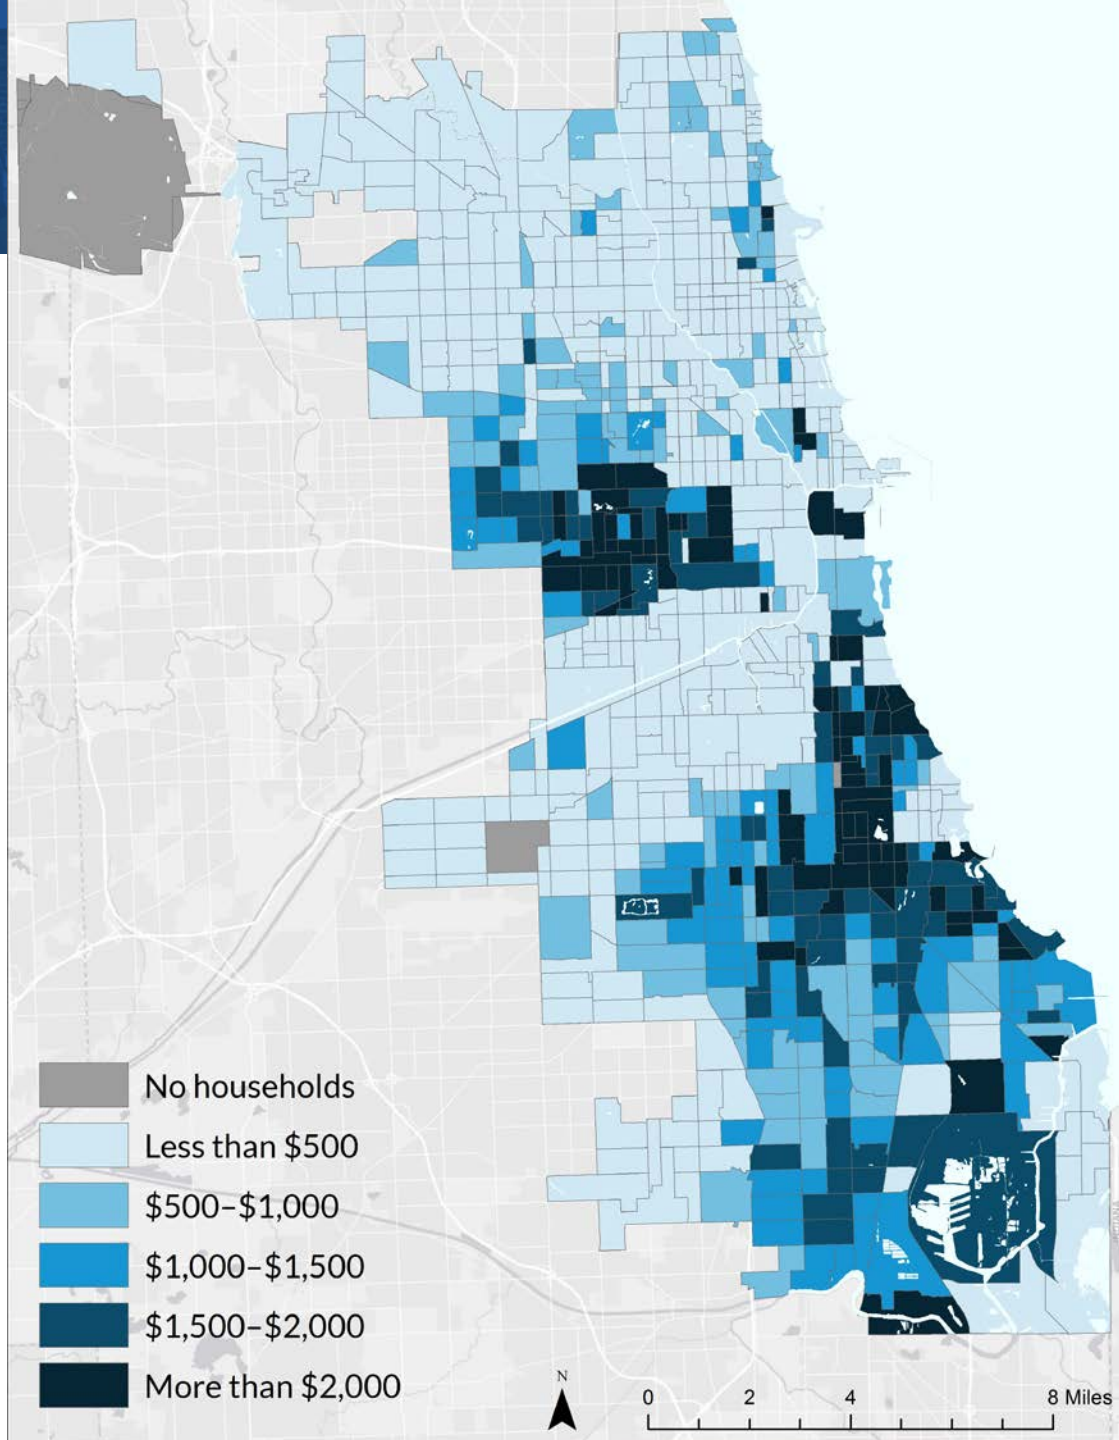 No households
Less than $500
$500–$1,000
$1,000–$1,500
$1,500–$2,000
More than $2,000
N
0 2 4 8 Miles
INDIANA